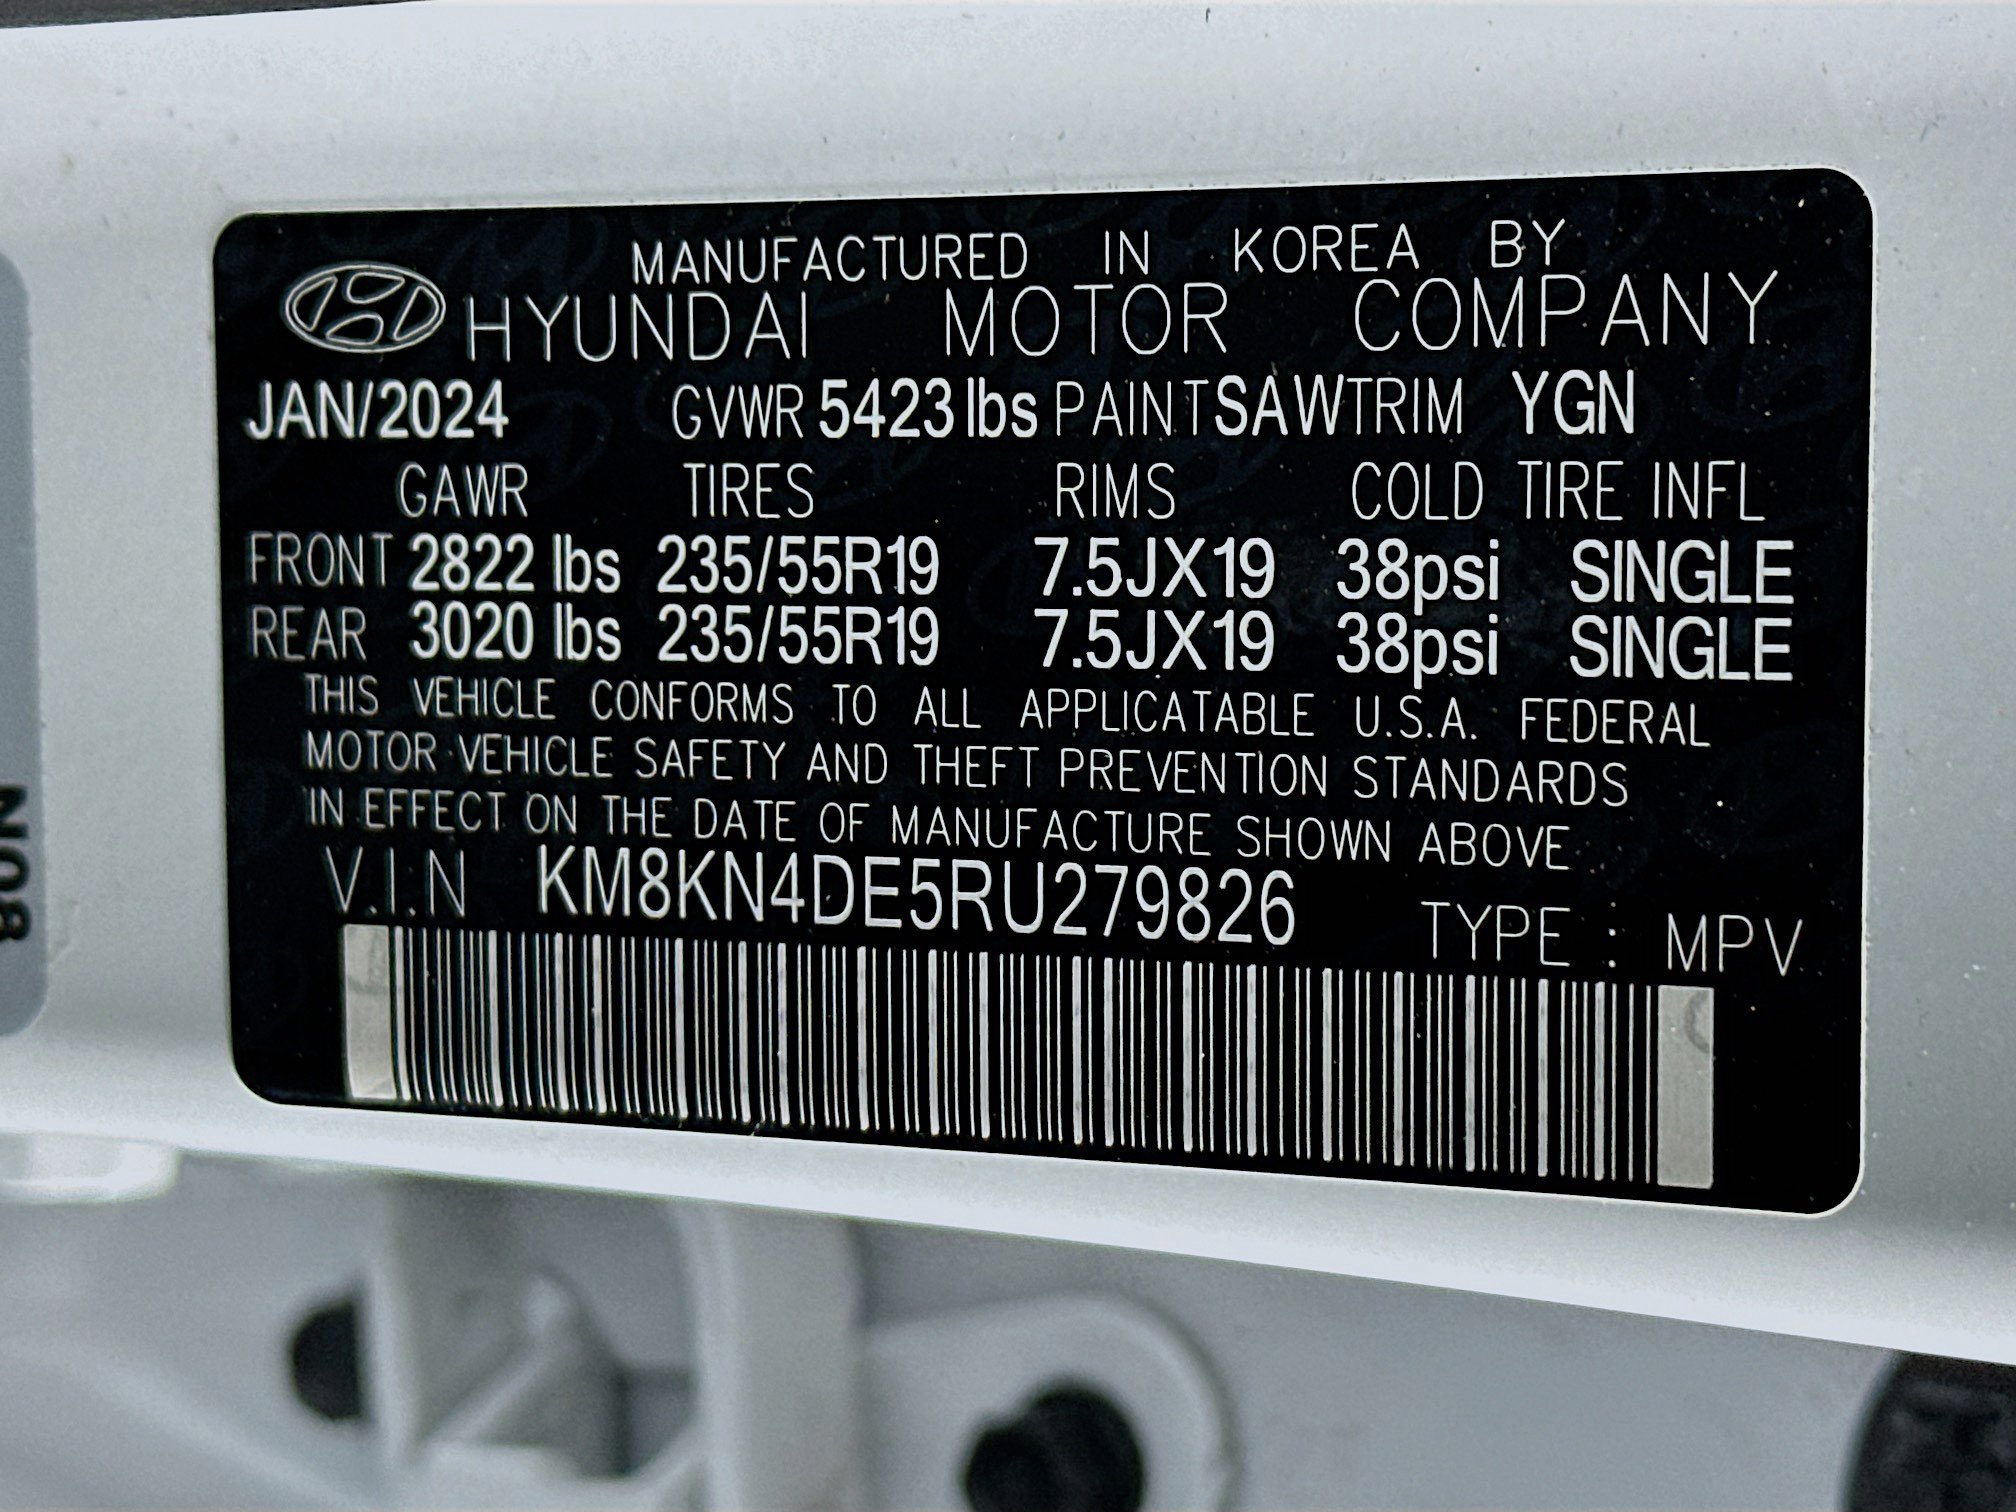 MANUFACTURED IN KOREA BY
HYUNDAI MOTOR COMPANY
JAN/2024 GVWR 5423 lbs PAINT SAW TRIM YGN
GAWR TIRES RIMS COLD TIRE INFL
FRONT 2822 lbs 235/55R19 7.5JX19 38psi SINGLE
REAR 3020 lbs 235/55R19 7.5JX19 38psi SINGLE
THIS VEHICLE CONFORMS TO ALL APPLICATABLE U.S.A. FEDERAL
MOTOR VEHICLE SAFETY AND THEFT PREVENTION STANDARDS
IN EFFECT ON THE DATE OF MANUFACTURE SHOWN ABOVE
V.I.N KM8KN4DE5RU279826
TYPE : MPV
N08